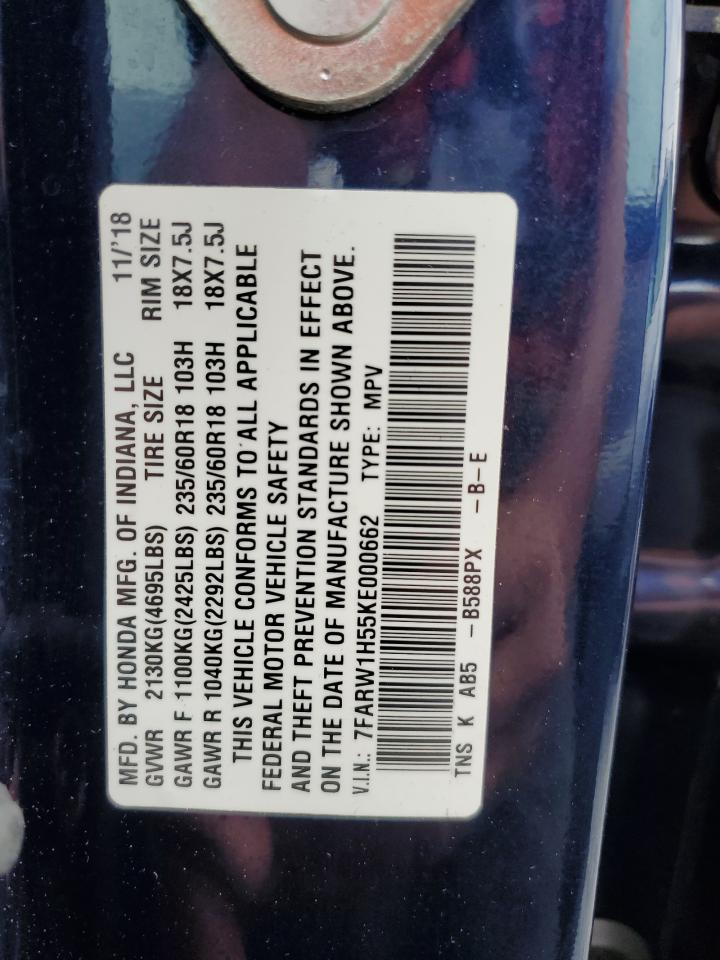 MFD. BY HONDA MFG. OF INDIANA, LLC 11/'18
GVWR 2130KG(4695LBS) TIRE SIZE RIM SIZE
GAWR F 1100KG(2425LBS) 235/60R18 103H 18X7.5J
GAWR R 1040KG(2292LBS) 235/60R18 103H 18X7.5J
THIS VEHICLE CONFORMS TO ALL APPLICABLE
FEDERAL MOTOR VEHICLE SAFETY
AND THEFT PREVENTION STANDARDS IN EFFECT
ON THE DATE OF MANUFACTURE SHOWN ABOVE.
V.I.N.: 7FARW1H55KE000662 TYPE: MPV
TNS K AB5 -B588PX -B-E